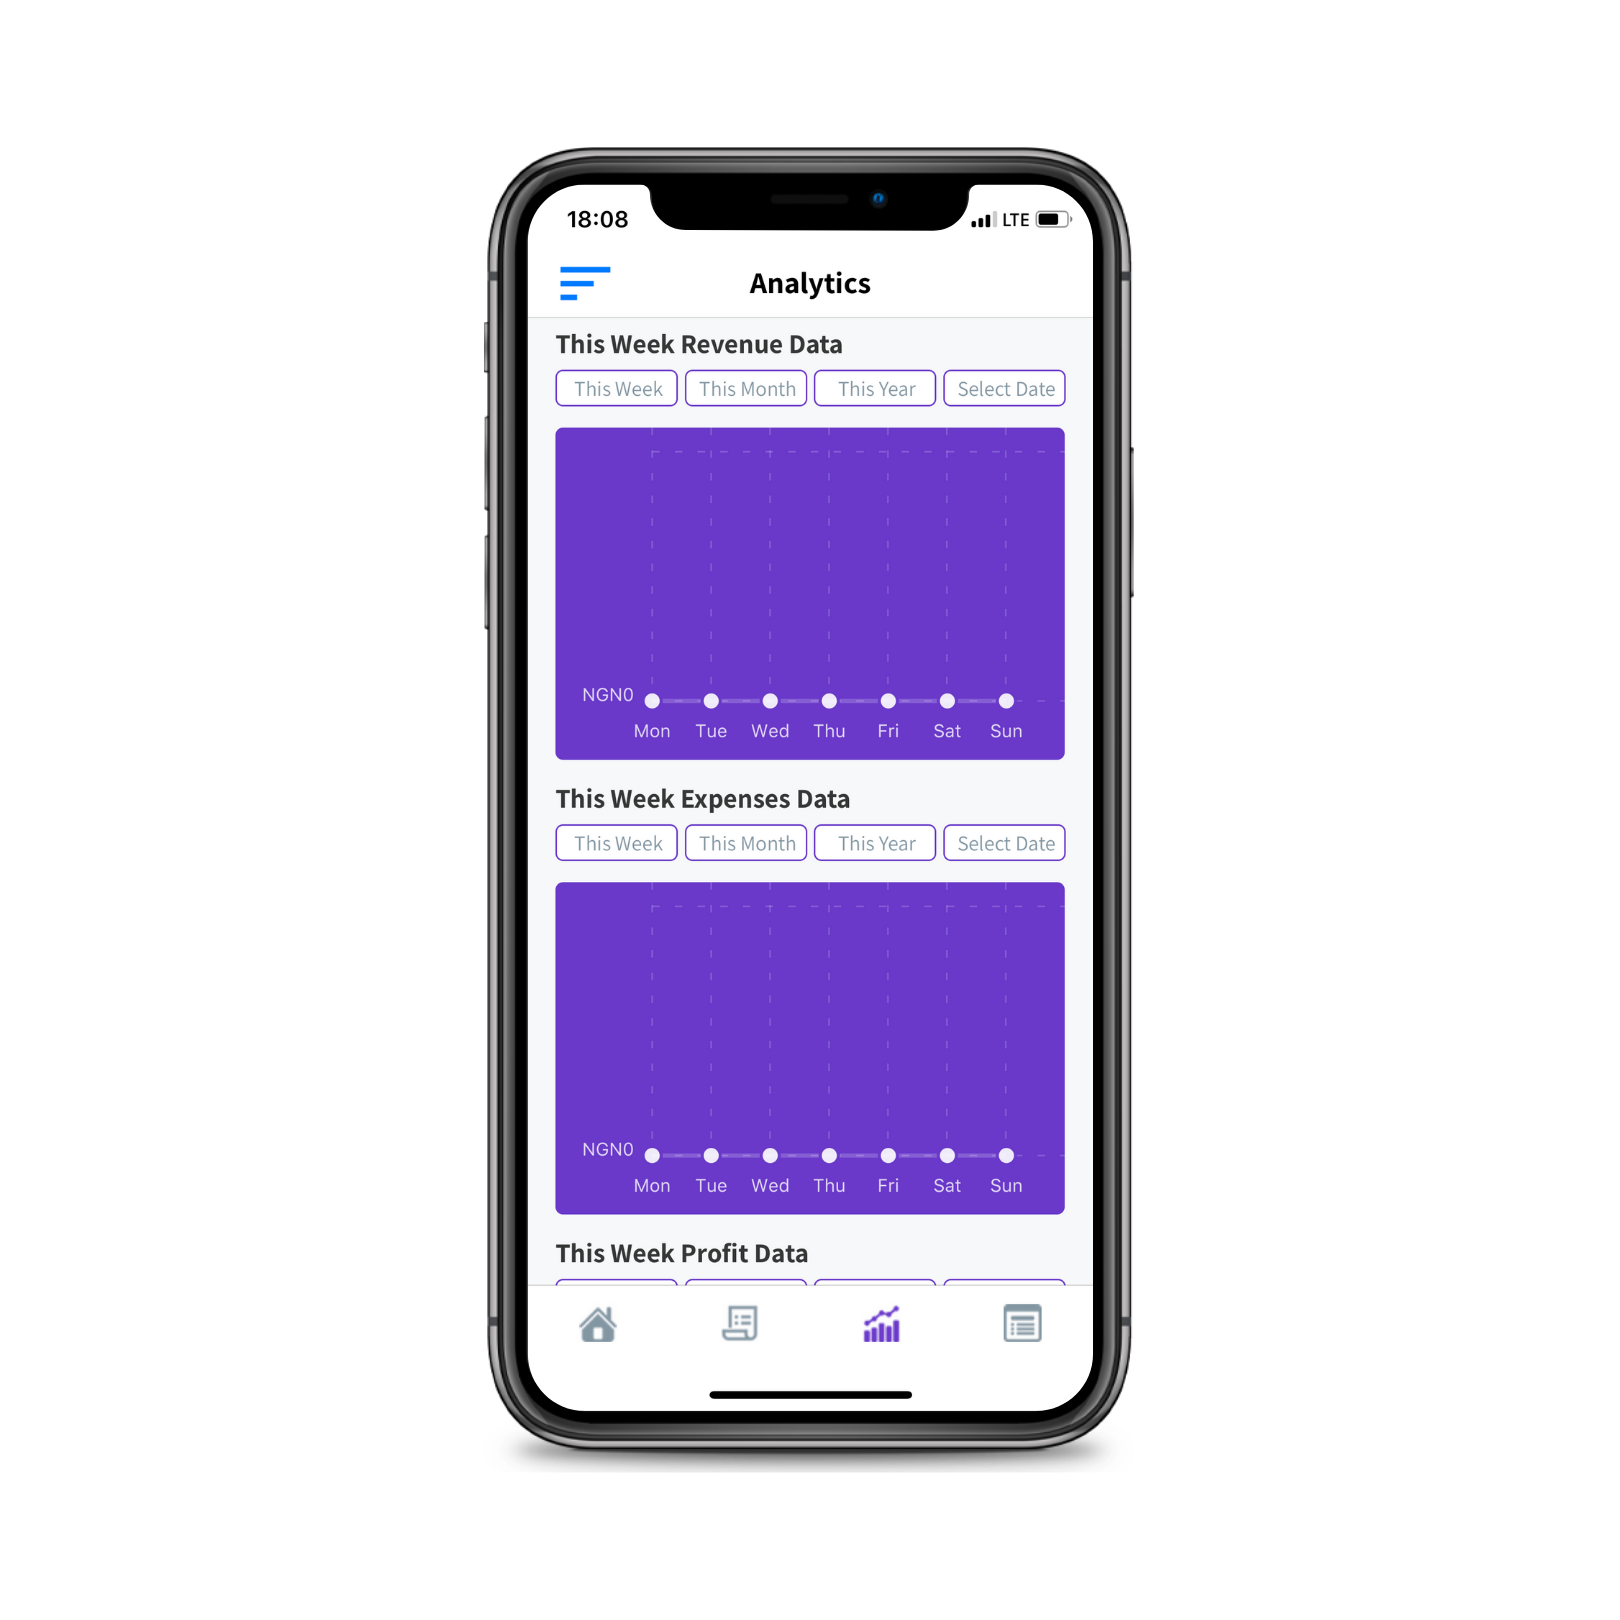 18:08 LTE
Analytics
This Week Revenue Data
This Week This Month This Year Select Date
NGN0
Mon Tue Wed Thu Fri Sat Sun
This Week Expenses Data
This Week This Month This Year Select Date
NGN0
Mon Tue Wed Thu Fri Sat Sun
This Week Profit Data